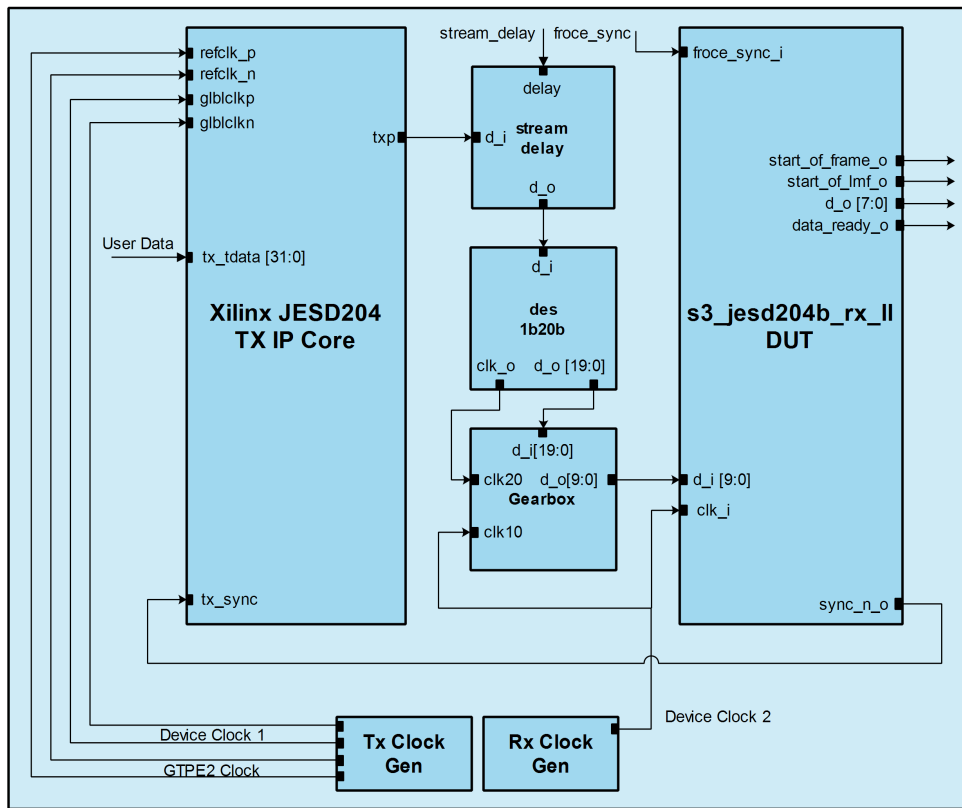 stream_delay
froce_sync
refclk_p
refclk_n
glblclkp
glblclkn
txp
User Data
tx_tdata [31:0]
Xilinx JESD204
TX IP Core
tx_sync
delay
d_i
stream
delay
d_o
d_i
des
1b20b
clk_o
d_o [19:0]
d_i[19:0]
clk20
d_o[9:0]
Gearbox
clk10
froce_sync_i
start_of_frame_o
start_of_lmf_o
d_o [7:0]
data_ready_o
s3_jesd204b_rx_ll
DUT
d_i [9:0]
clk_i
sync_n_o
Device Clock 1
GTPE2 Clock
Tx Clock
Gen
Rx Clock
Gen
Device Clock 2